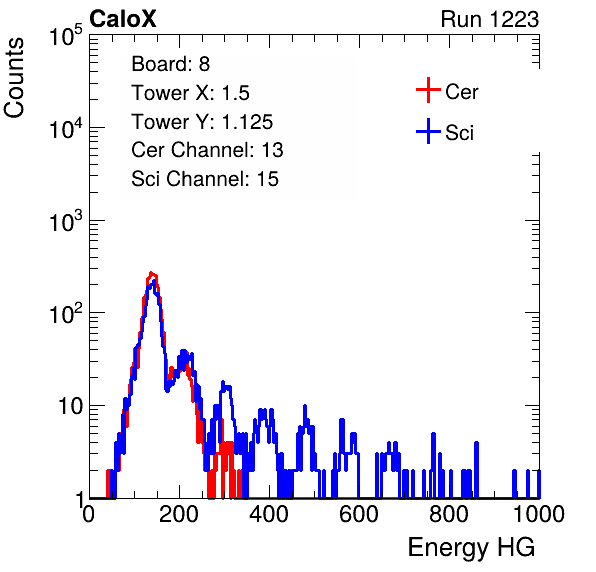 CaloX Run 1223
Counts
Board: 8
Tower X: 1.5
Tower Y: 1.125
Cer Channel: 13
Sci Channel: 15
Cer
Sci
10^5
10^4
10^3
10^2
10
1
0 200 400 600 800 1000
Energy HG